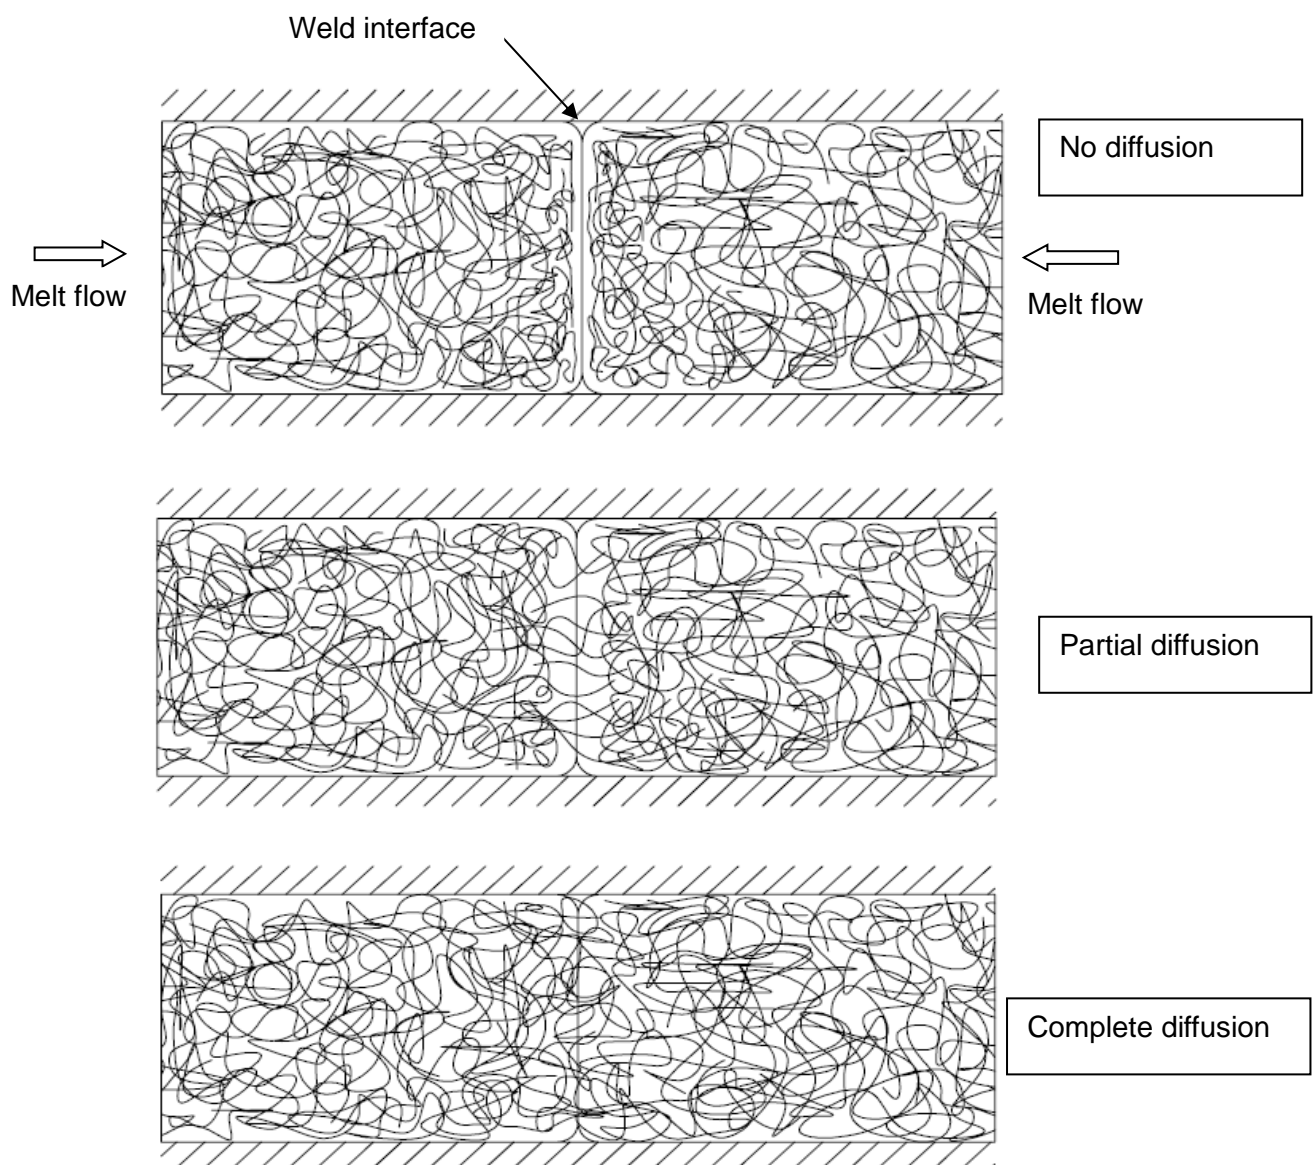 Weld interface
No diffusion
Melt flow
Melt flow
Partial diffusion
Complete diffusion